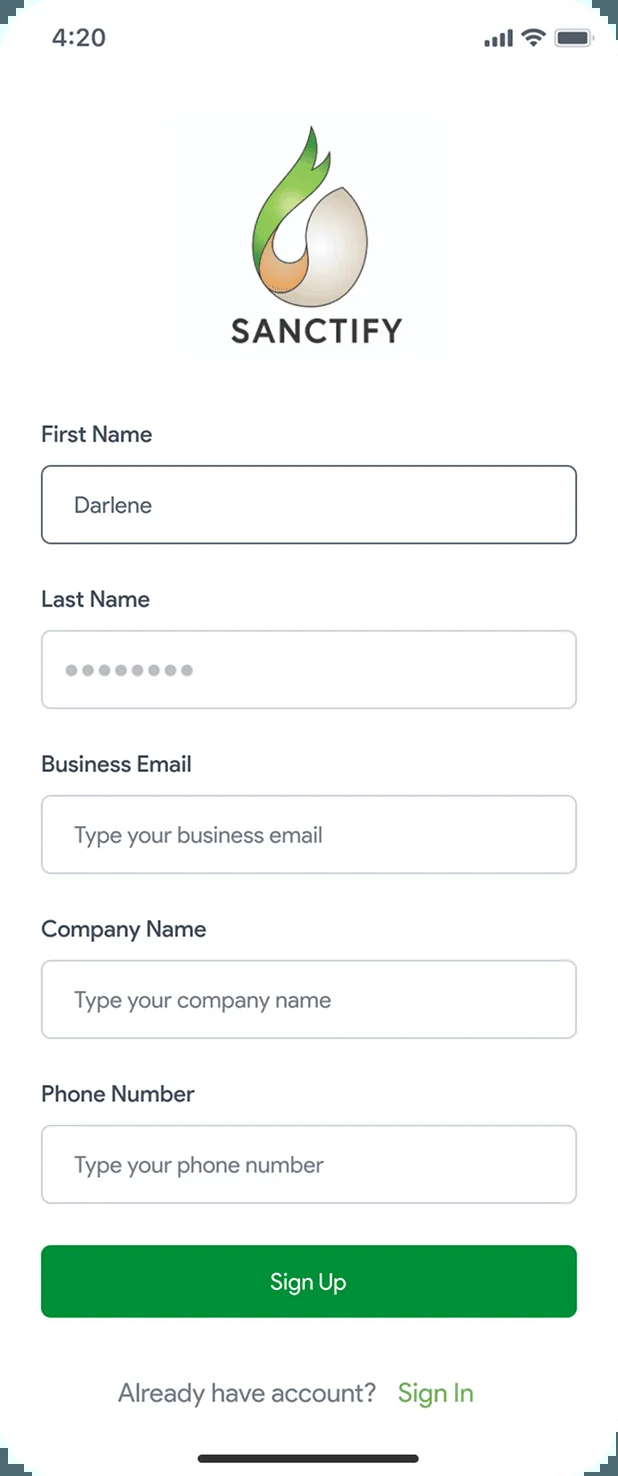 4:20
SANCTIFY
First Name
Darlene
Last Name
●●●●●●●●
Business Email
Type your business email
Company Name
Type your company name
Phone Number
Type your phone number
Sign Up
Already have account? Sign In